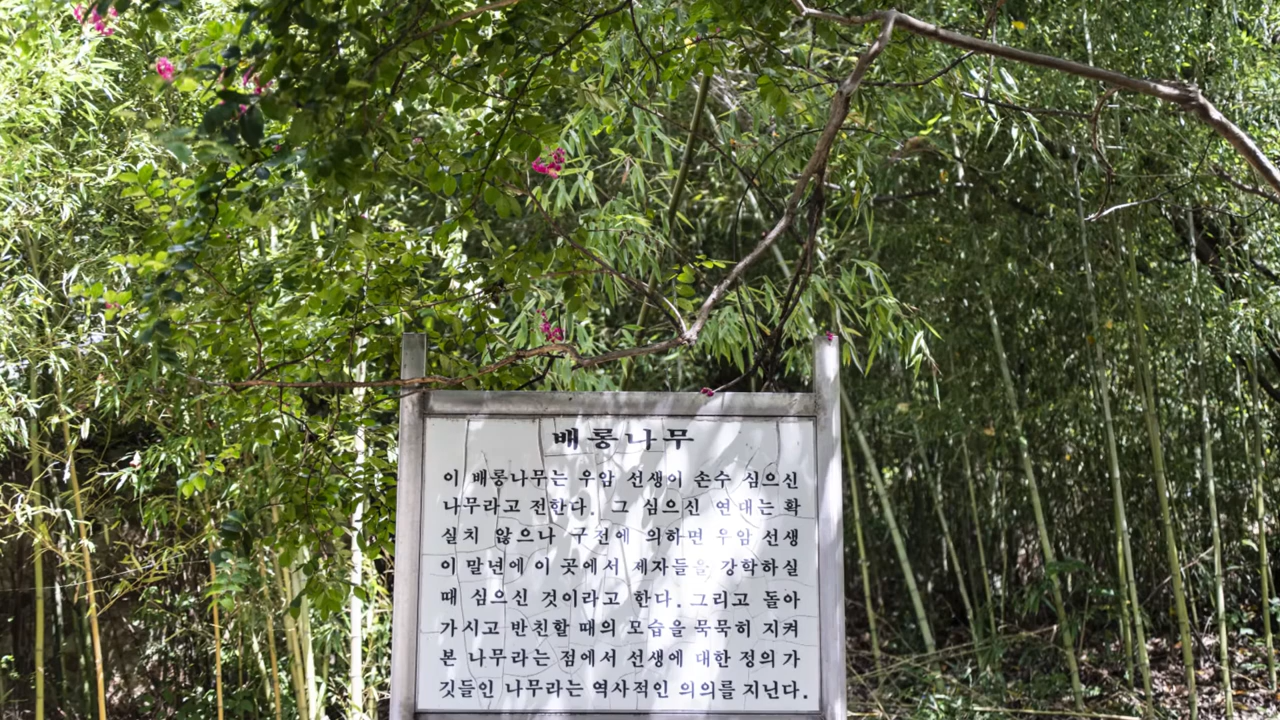 배롱나무
이 배롱나무는 우암 선생이 손수 심으신
나무라고 전한다. 그 심으신 연대는 확
실치 않으나 구전에 의하면 우암 선생
이 말년에 이 곳에서 제자들을 강학하실
때 심으신 것이라고 한다. 그리고 돌아
가시고 반친할 때의 모습을 묵묵히 지켜
본 나무라는 점에서 선생에 대한 정의가
깃들인 나무라는 역사적인 의의를 지닌다.